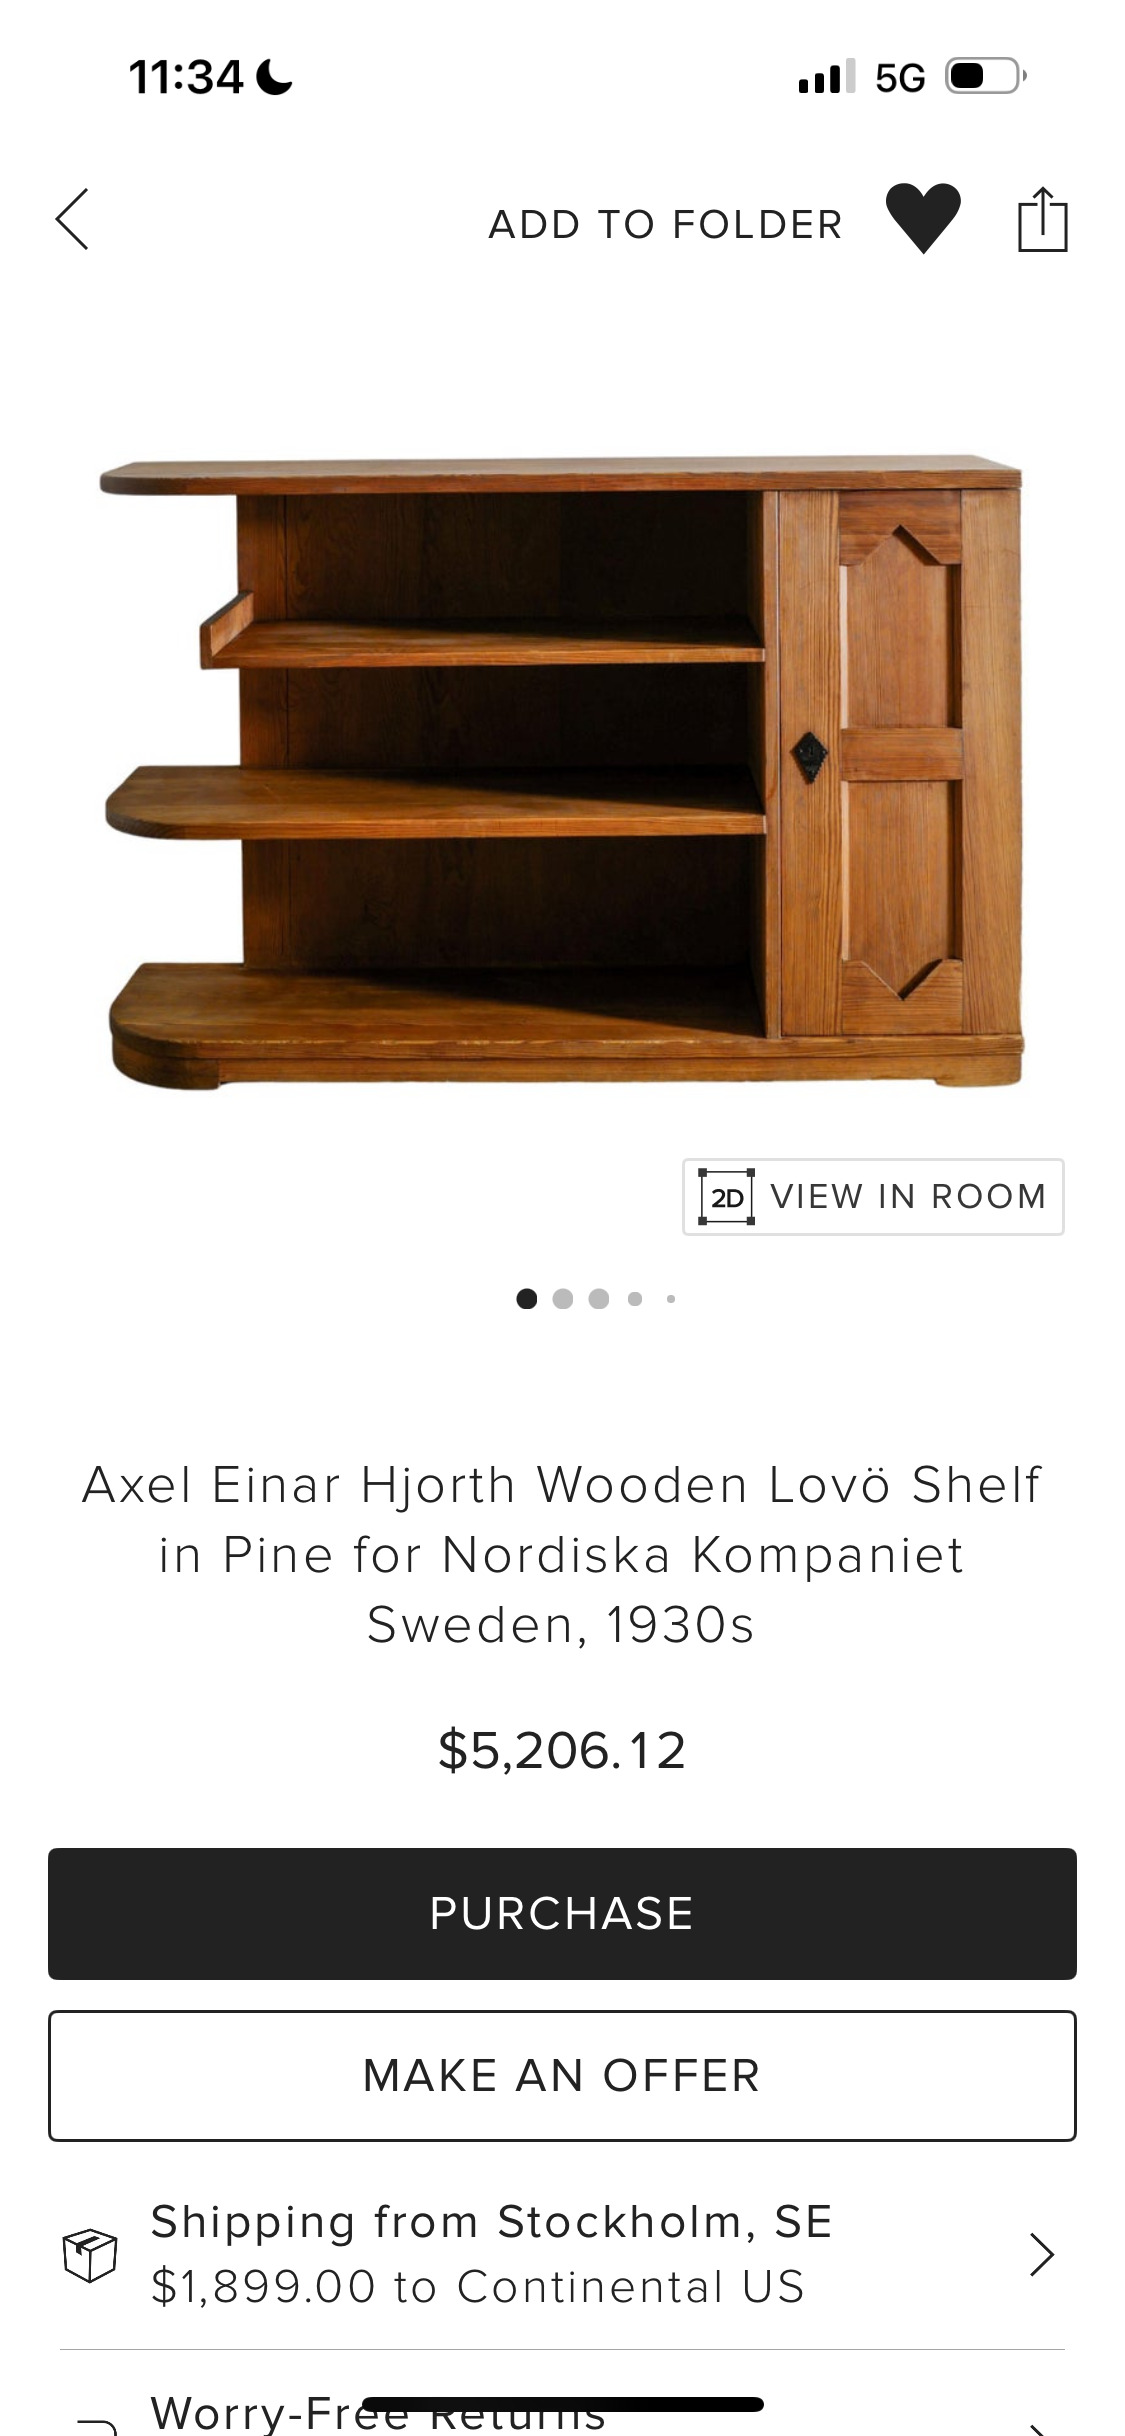 11:34
5G
ADD TO FOLDER
2D VIEW IN ROOM
Axel Einar Hjorth Wooden Lovö Shelf
in Pine for Nordiska Kompaniet
Sweden, 1930s
$5,206.12
PURCHASE
MAKE AN OFFER
Shipping from Stockholm, SE
$1,899.00 to Continental US
Worry-Free Returns